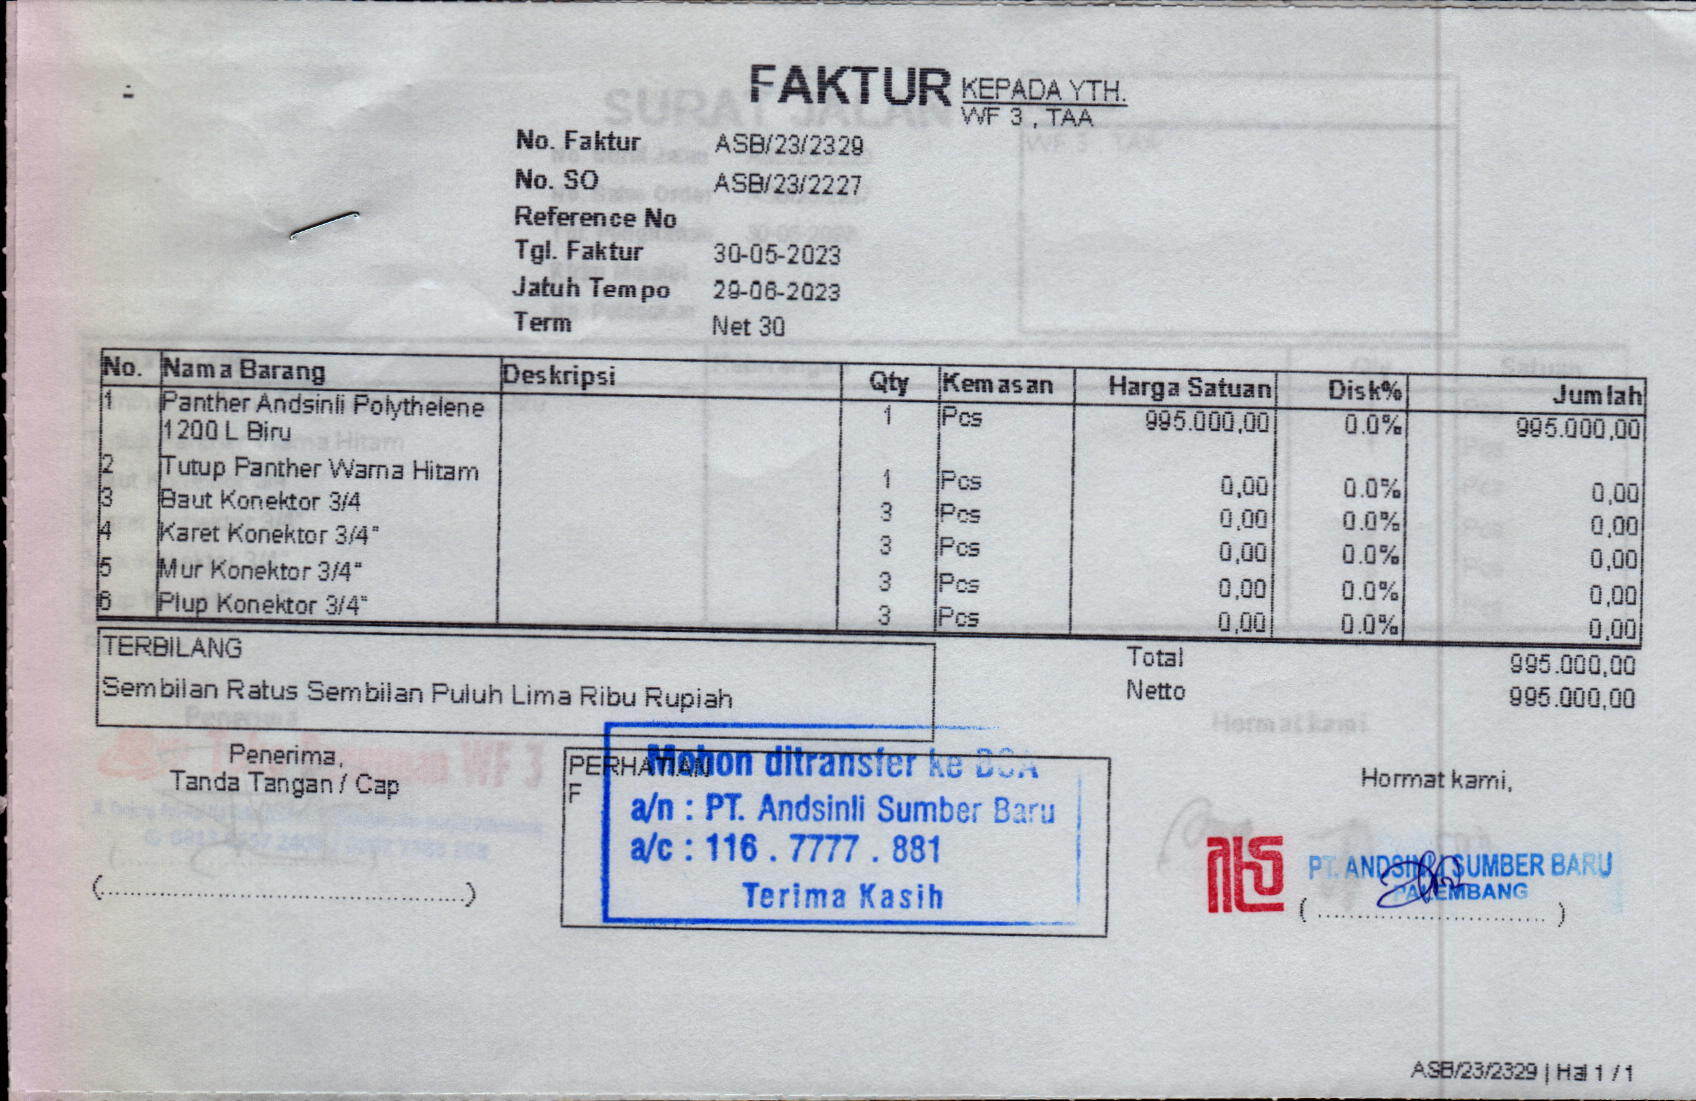 FAKTUR
KEPADA YTH.
WF 3 , TAA
No. Faktur ASB/23/2329
No. SO ASB/23/2227
Reference No
Tgl. Faktur 30-05-2023
Jatuh Tempo 29-06-2023
Term Net 30
No. Nama Barang Deskripsi Qty Kemasan Harga Satuan Disk% Jumlah
1 Panther Andsinli Polythelene 1 Pcs 995.000,00 0.0% 995.000,00
1200 L Biru
2 Tutup Panther Warna Hitam 1 Pcs 0,00 0.0% 0,00
3 Baut Konektor 3/4 3 Pcs 0,00 0.0% 0,00
4 Karet Konektor 3/4" 3 Pcs 0,00 0.0% 0,00
5 Mur Konektor 3/4" 3 Pcs 0,00 0.0% 0,00
6 Plup Konektor 3/4" 3 Pcs 0,00 0.0% 0,00
TERBILANG
Sembilan Ratus Sembilan Puluh Lima Ribu Rupiah
Total 995.000,00
Netto 995.000,00
Penerima,
Tanda Tangan / Cap
(..........................................)
PERHATIAN
F
Mohon ditransfer ke BCA
a/n : PT. Andsinli Sumber Baru
a/c : 116 . 7777 . 881
Terima Kasih
Hormat kami,
PT. ANDSINLI SUMBER BARU
PALEMBANG
( ............................. )
ASB/23/2329 | Hal 1 / 1